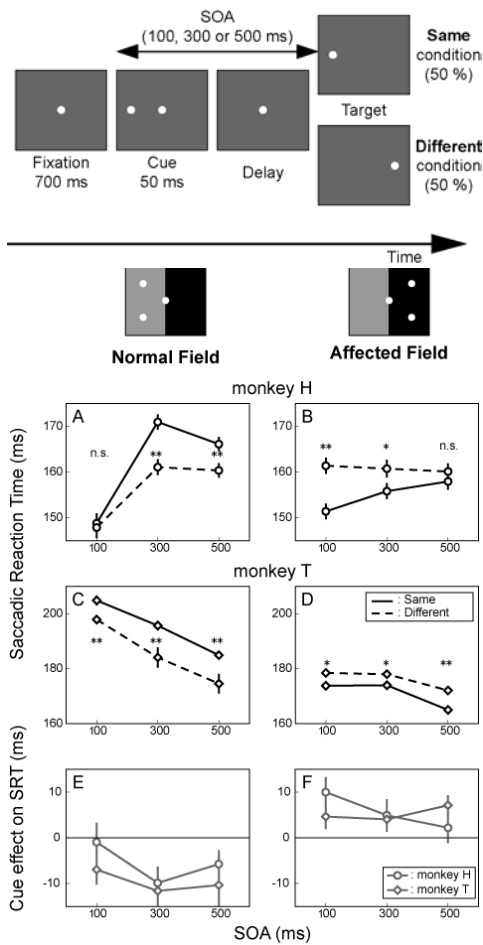 SOA
(100, 300 or 500 ms)
Same
condition
(50 %)
Target
Fixation
700 ms
Cue
50 ms
Delay
Different
condition
(50 %)
Time
Normal Field
Affected Field
monkey H
Saccadic Reaction Time (ms)
A
n.s.
**
**
170
160
150
100
300
500
B
**
*
n.s.
170
160
150
100
300
500
monkey T
C
**
**
**
200
180
160
100
300
500
D
: Same
: Different
*
*
**
200
180
160
100
300
500
Cue effect on SRT (ms)
E
10
0
-10
100
300
500
F
10
0
-10
: monkey H
: monkey T
100
300
500
SOA (ms)